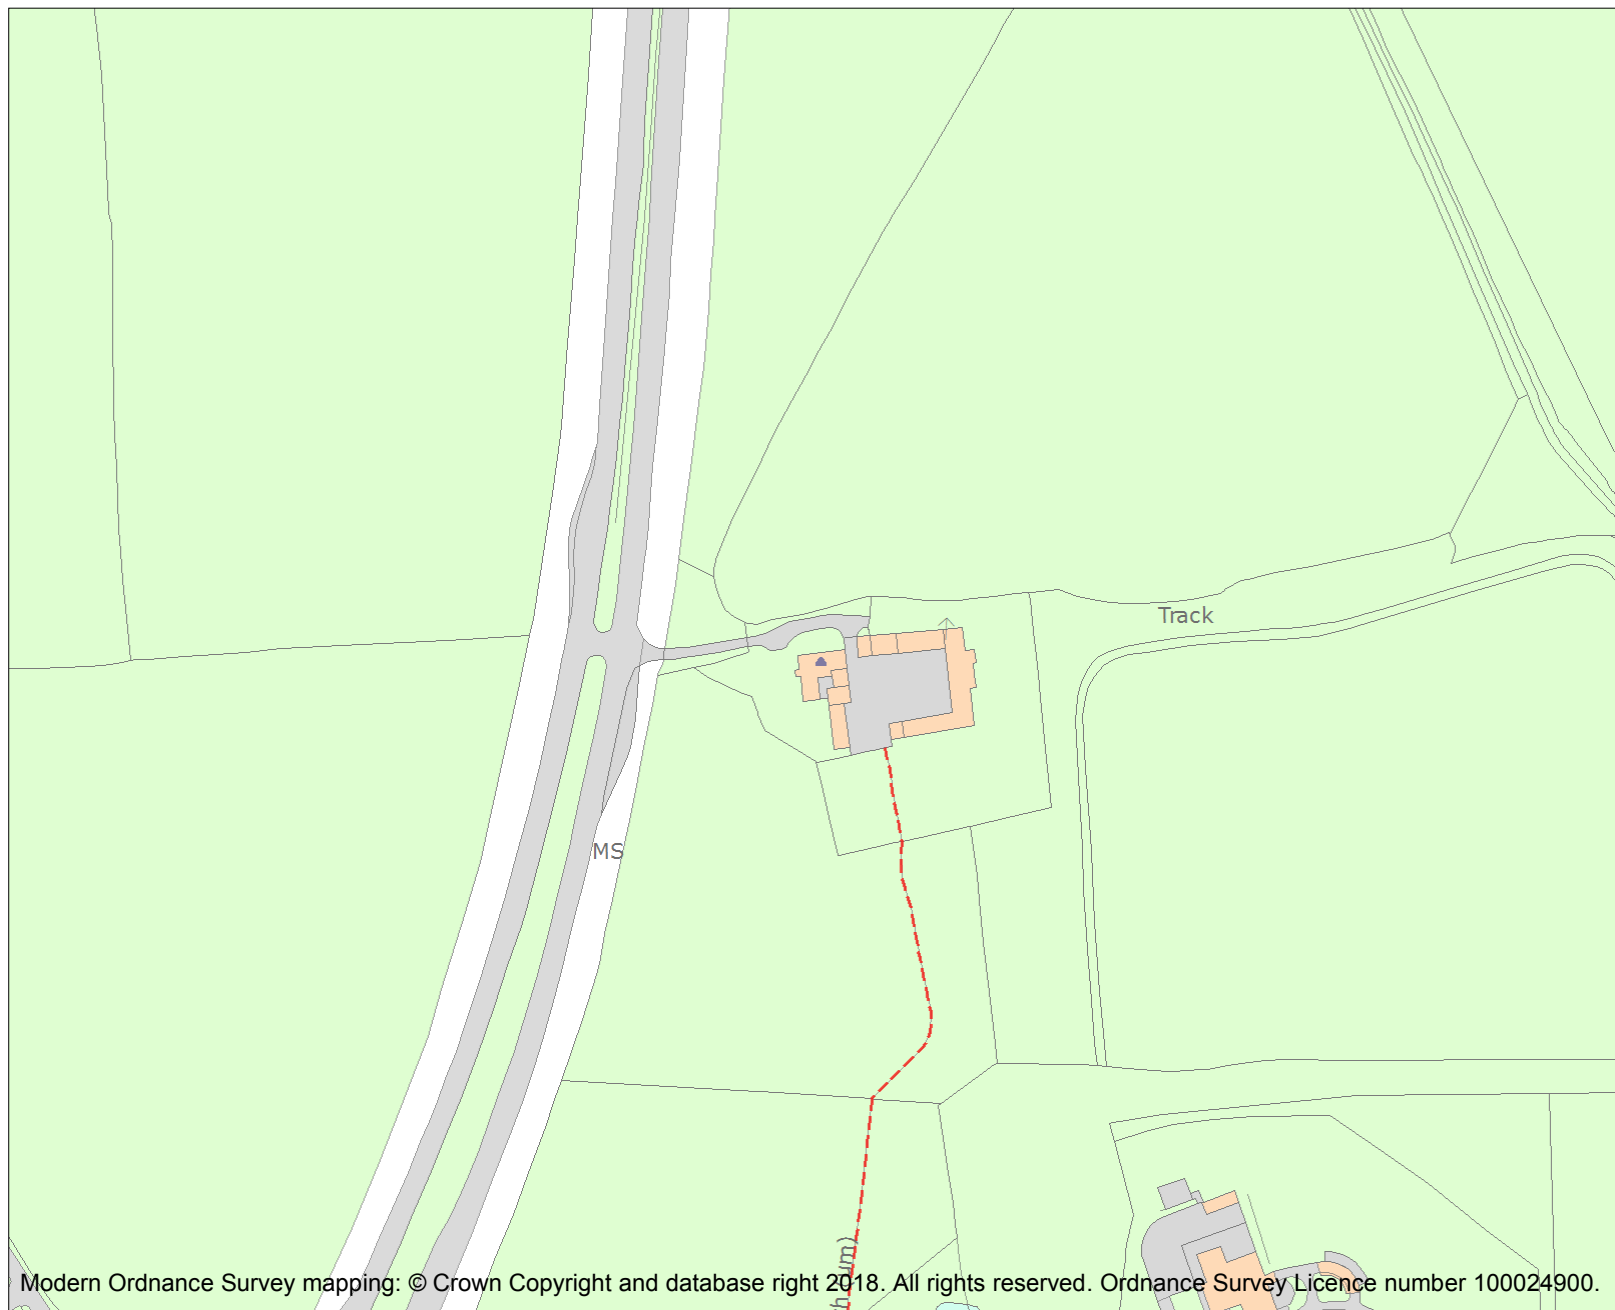 Track
MS
um)
Modern Ordnance Survey mapping: © Crown Copyright and database right 2018. All rights reserved. Ordnance Survey Licence number 100024900.